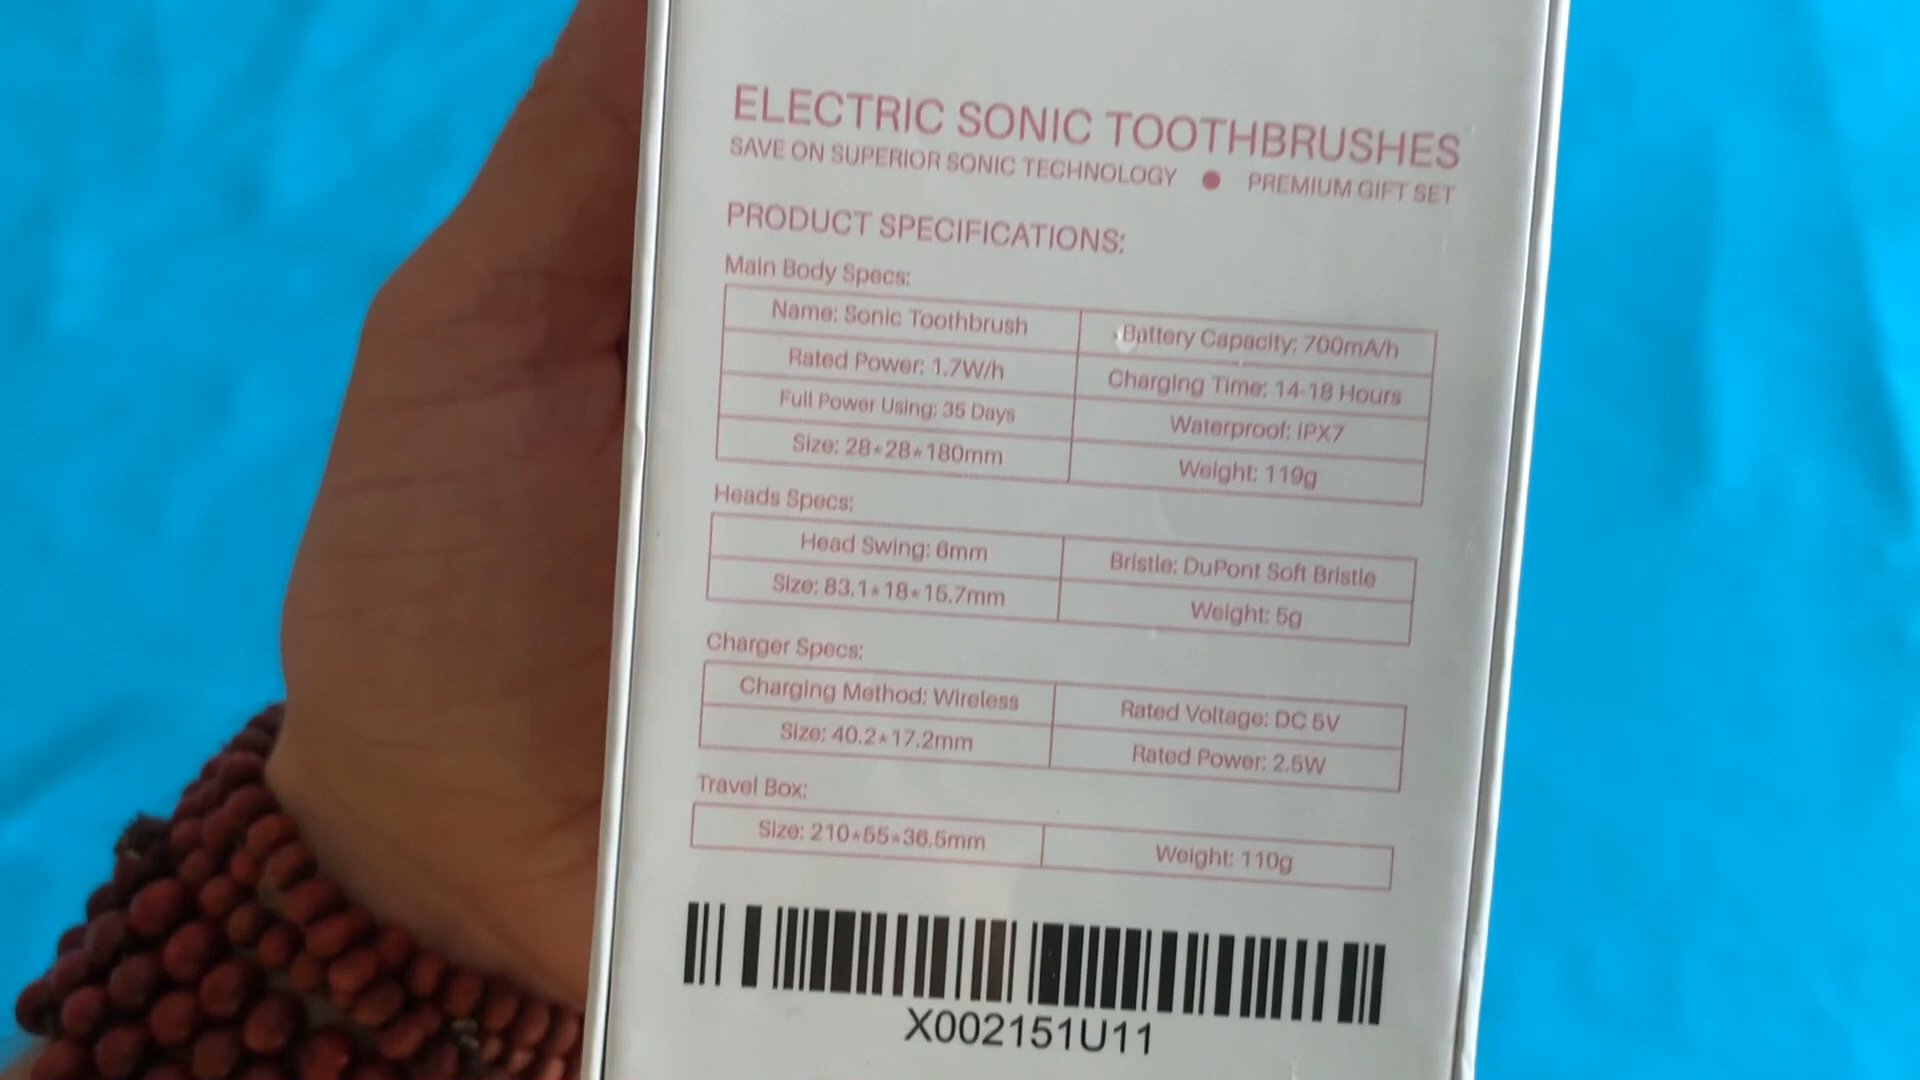 ELECTRIC SONIC TOOTHBRUSHES
SAVE ON SUPERIOR SONIC TECHNOLOGY ● PREMIUM GIFT SET
PRODUCT SPECIFICATIONS:
Main Body Specs:
Name: Sonic Toothbrush
Battery Capacity: 700mA/h
Rated Power: 1.7W/h
Charging Time: 14-18 Hours
Full Power Using: 35 Days
Waterproof: IPX7
Size: 28*28*180mm
Weight: 119g
Heads Specs:
Head Swing: 6mm
Bristle: DuPont Soft Bristle
Size: 83.1*18*15.7mm
Weight: 5g
Charger Specs:
Charging Method: Wireless
Rated Voltage: DC 5V
Size: 40.2*17.2mm
Rated Power: 2.5W
Travel Box:
Size: 210*55*36.5mm
Weight: 110g
X002151U11